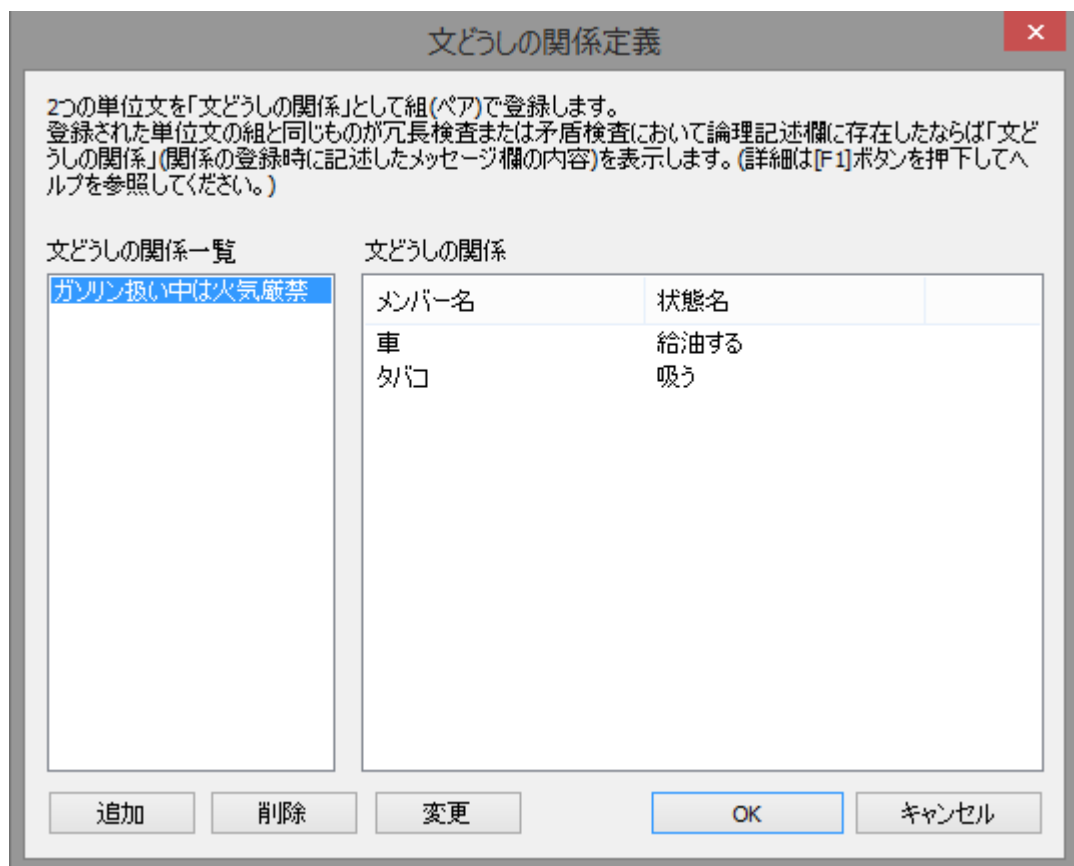 文どうしの関係定義
2つの単位文を「文どうしの関係」として組(ペア)で登録します。
登録された単位文の組と同じものが冗長検査または矛盾検査において論理記述欄に存在したならば「文ど
うしの関係」(関係の登録時に記述したメッセージ欄の内容)を表示します。(詳細は[F1]ボタンを押下してヘ
ルプを参照してください。)
文どうしの関係一覧 文どうしの関係
ガソリン扱い中は火気厳禁
メンバー名 状態名
車 給油する
タバコ 吸う
追加 削除 変更 OK キャンセル